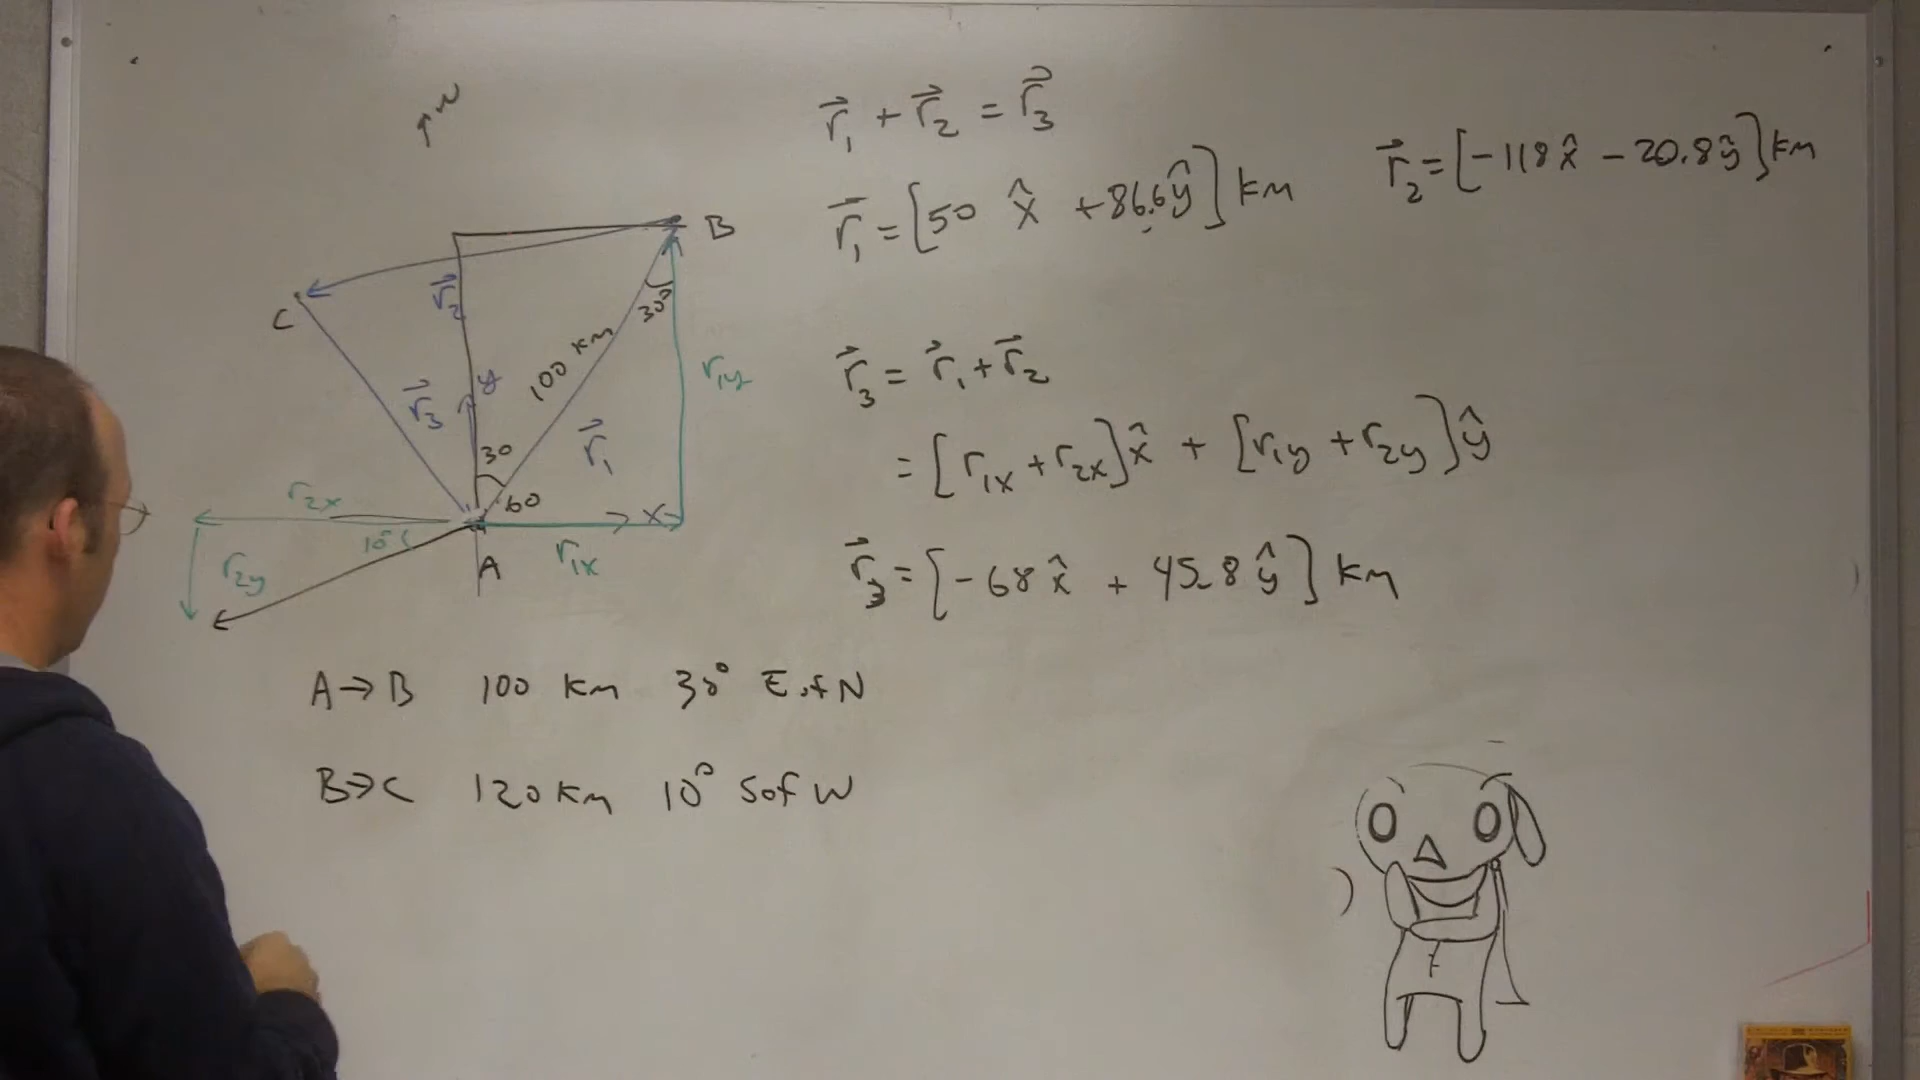 N
r⃗₁ + r⃗₂ = r⃗₃
r⃗₂ = [-118 x̂ - 20.8 ŷ] km
r⃗₁ = [50 x̂ + 86.6 ŷ] km
B
C
r⃗₂
30°
100 km
r⃗₃
y
r₁y
r⃗₁
30
60
x
r₂x
10°
r₂y
A
r₁x
r⃗₃ = r⃗₁ + r⃗₂
= [r₁x + r₂x] x̂ + [r₁y + r₂y] ŷ
r⃗₃ = [-68 x̂ + 45.8 ŷ] km
A → B 100 km 30° E of N
B → C 120 km 10° S of W